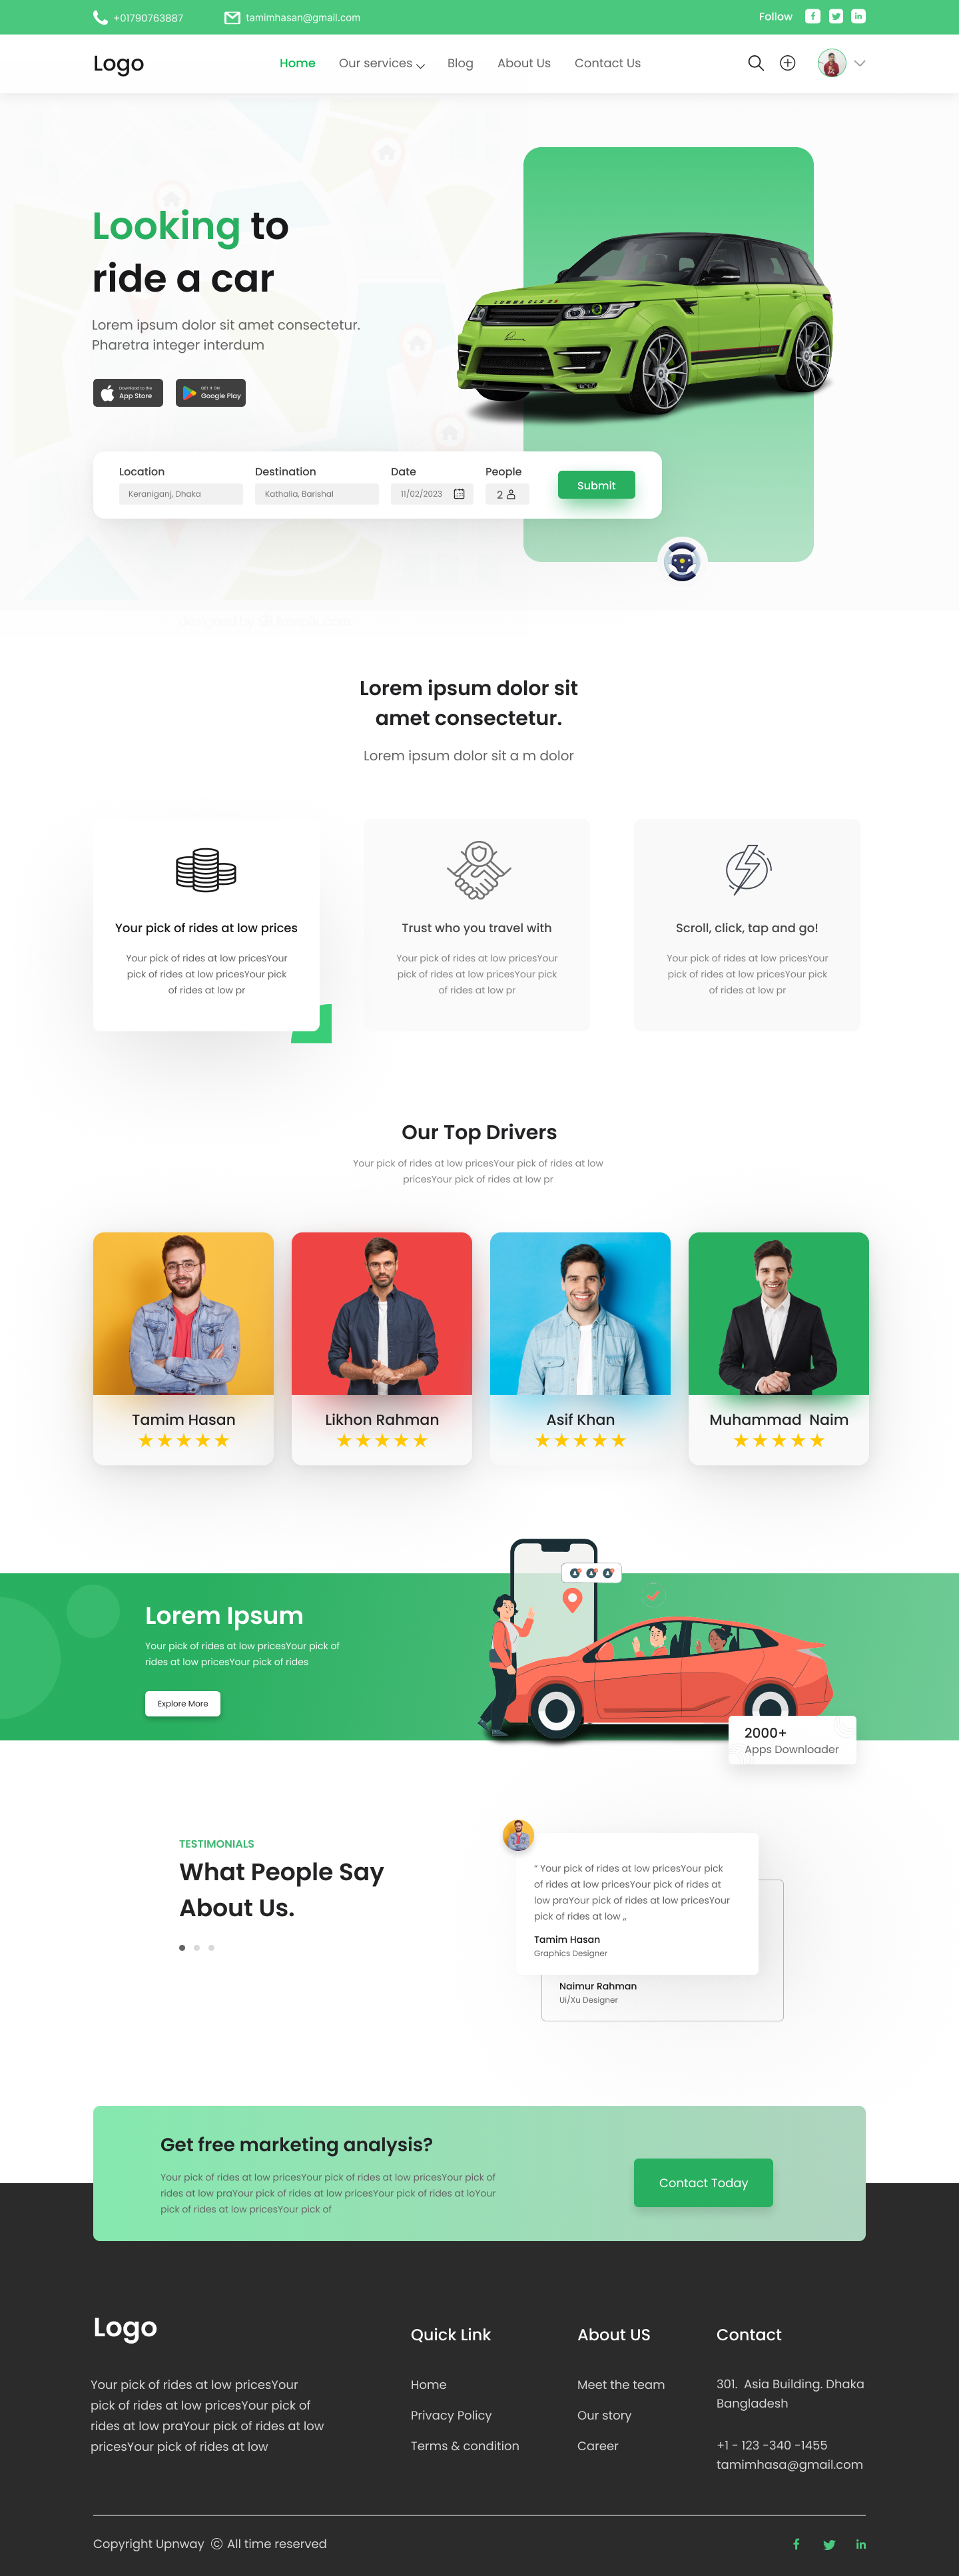 +01790763887
tamimhasan@gmail.com
Follow
Logo
Home
Our services
Blog
About Us
Contact Us
Looking to
ride a car
Lorem ipsum dolor sit amet consectetur.
Pharetra integer interdum
Download to the
App Store
GET IT ON
Google Play
Location
Destination
Date
People
Keraniganj, Dhaka
Kathalia, Barishal
11/02/2023
2
Submit
Lorem ipsum dolor sit
amet consectetur.
Lorem ipsum dolor sit a m dolor
Your pick of rides at low prices
Your pick of rides at low pricesYour
pick of rides at low pricesYour pick
of rides at low pr
Trust who you travel with
Your pick of rides at low pricesYour
pick of rides at low pricesYour pick
of rides at low pr
Scroll, click, tap and go!
Your pick of rides at low pricesYour
pick of rides at low pricesYour pick
of rides at low pr
Our Top Drivers
Your pick of rides at low pricesYour pick of rides at low
pricesYour pick of rides at low pr
Tamim Hasan
Likhon Rahman
Asif Khan
Muhammad  Naim
Lorem Ipsum
Your pick of rides at low pricesYour pick of
rides at low pricesYour pick of rides
Explore More
2000+
Apps Downloader
TESTIMONIALS
What People Say
About Us.
“ Your pick of rides at low pricesYour pick
of rides at low pricesYour pick of rides at
low praYour pick of rides at low pricesYour
pick of rides at low „
Tamim Hasan
Graphics Designer
Naimur Rahman
Ui/Xu Designer
Get free marketing analysis?
Your pick of rides at low pricesYour pick of rides at low pricesYour pick of
rides at low praYour pick of rides at low pricesYour pick of rides at loYour
pick of rides at low pricesYour pick of
Contact Today
Logo
Your pick of rides at low pricesYour
pick of rides at low pricesYour pick of
rides at low praYour pick of rides at low
pricesYour pick of rides at low
Quick Link
Home
Privacy Policy
Terms & condition
About US
Meet the team
Our story
Career
Contact
301.  Asia Building. Dhaka
Bangladesh
+1 - 123 -340 -1455
tamimhasa@gmail.com
Copyright Upnway © All time reserved